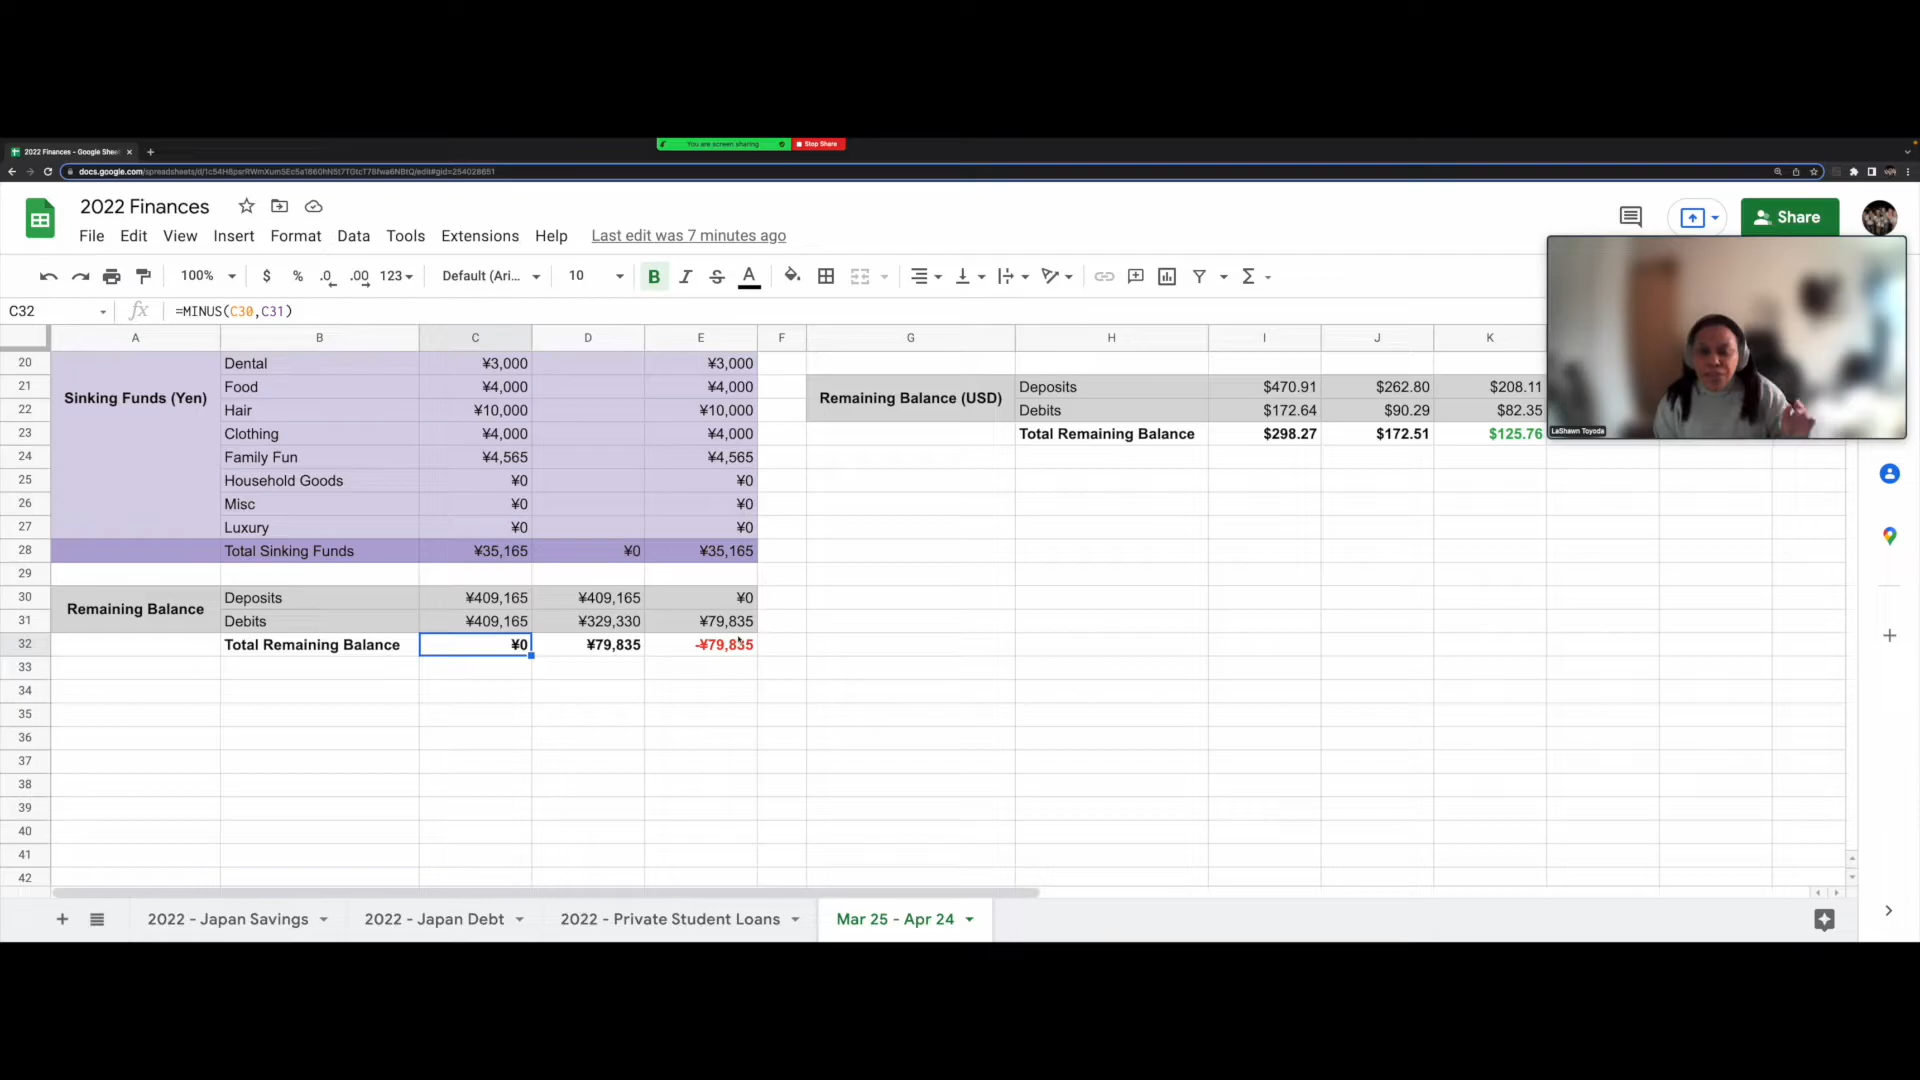 2022 Finances - Google Shee
You are screen sharing
Stop Share
docs.google.com
2022 Finances
Share
File Edit View Insert Format Data Tools Extensions Help Last edit was 7 minutes ago
100% $ % .0 .00 123 Default (Ari... 10 B I S A Σ
C32 fx =MINUS(C30,C31)
A B C D E F G H I J K
LaShawn Toyoda
20 Dental ¥3,000 ¥3,000
21 Food ¥4,000 ¥4,000 Deposits $470.91 $262.80 $208.11
Sinking Funds (Yen) Remaining Balance (USD)
22 Hair ¥10,000 ¥10,000 Debits $172.64 $90.29 $82.35
23 Clothing ¥4,000 ¥4,000 Total Remaining Balance $298.27 $172.51 $125.76
24 Family Fun ¥4,565 ¥4,565
25 Household Goods ¥0 ¥0
26 Misc ¥0 ¥0
27 Luxury ¥0 ¥0
28 Total Sinking Funds ¥35,165 ¥0 ¥35,165
29
30 Deposits ¥409,165 ¥409,165 ¥0
Remaining Balance
31 Debits ¥409,165 ¥329,330 ¥79,835
32 Total Remaining Balance ¥0 ¥79,835 -¥79,835
33
34
35
36
37
38
39
40
41
42
2022 - Japan Savings 2022 - Japan Debt 2022 - Private Student Loans Mar 25 - Apr 24